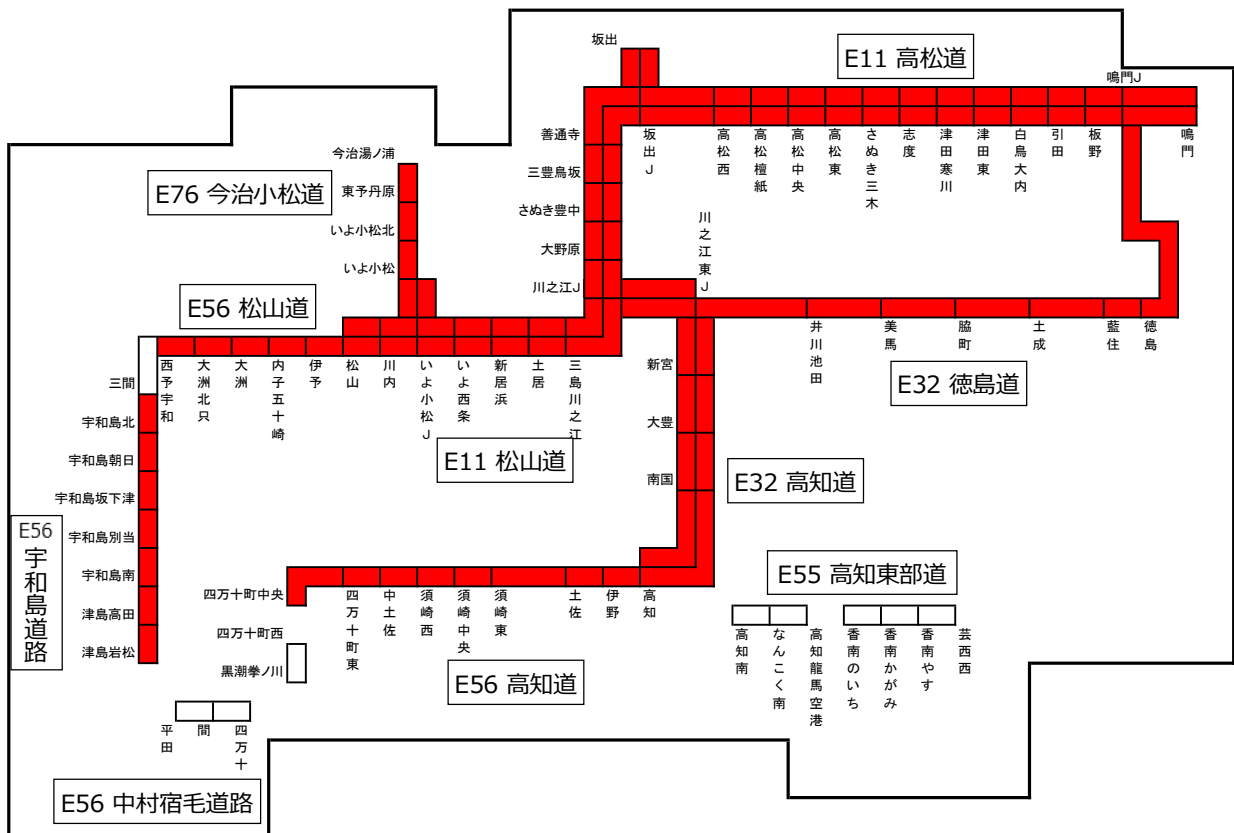 坂出
E11 高松道
鳴門J
善通寺
三豊鳥坂
さぬき豊中
大野原
川之江J
坂出J
高松西
高松檀紙
高松中央
高松東
さぬき三木
志度
津田寒川
津田東
白鳥大内
引田
板野
鳴門
今治湯ノ浦
東予丹原
いよ小松北
いよ小松
E76 今治小松道
川之江東J
E56 松山道
井川池田
美馬
脇町
土成
藍住
徳島
E32 徳島道
三間
西予宇和
大洲北只
大洲
内子五十崎
伊予
松山
川内
いよ小松J
いよ西条
新居浜
土居
三島川之江
E11 松山道
新宮
大豊
南国
E32 高知道
宇和島北
宇和島朝日
宇和島坂下津
宇和島別当
宇和島南
津島高田
津島岩松
E56
宇和島道路
四万十町中央
四万十町西
黒潮拳ノ川
四万十町東
中土佐
須崎西
須崎中央
須崎東
土佐
伊野
高知
E56 高知道
E55 高知東部道
高知南
なんこく南
高知龍馬空港
香南のいち
香南かがみ
香南やす
芸西西
平田
間
四万十
E56 中村宿毛道路